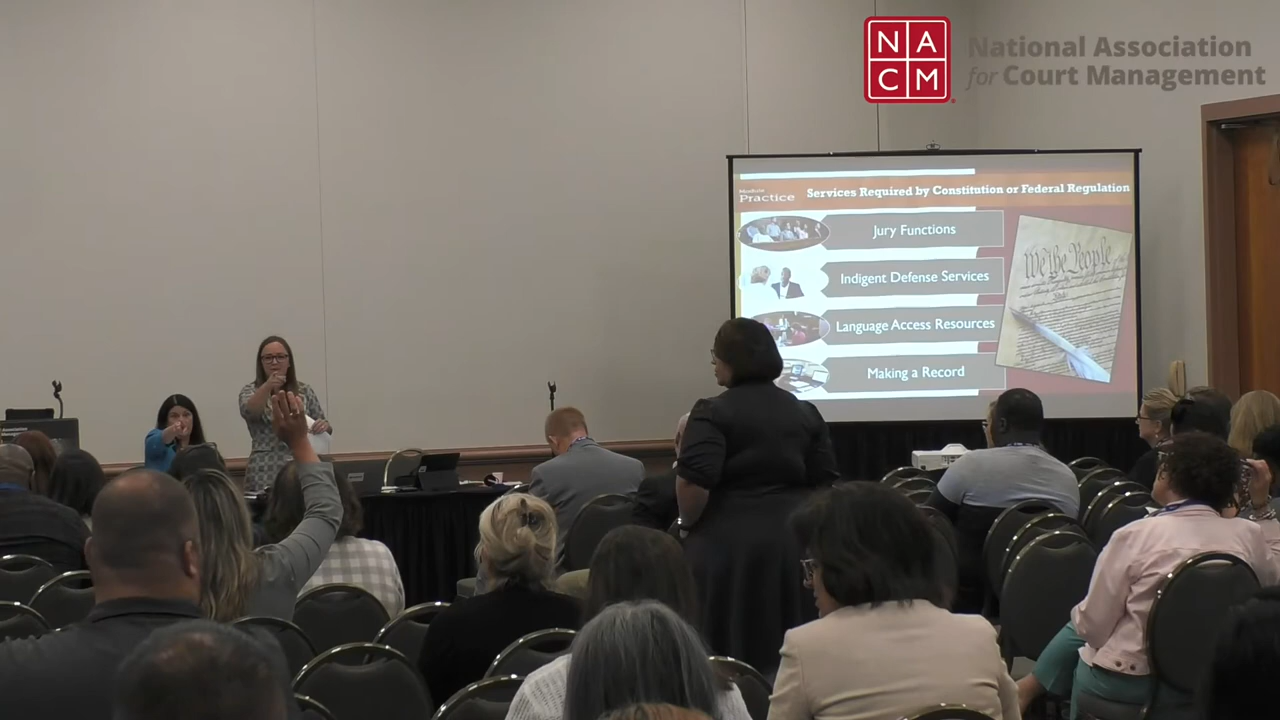 NA
CM
National Association
for Court Management
Practice
Services Required by Constitution or Federal Regulation
Jury Functions
Indigent Defense Services
Language Access Resources
Making a Record
We the People